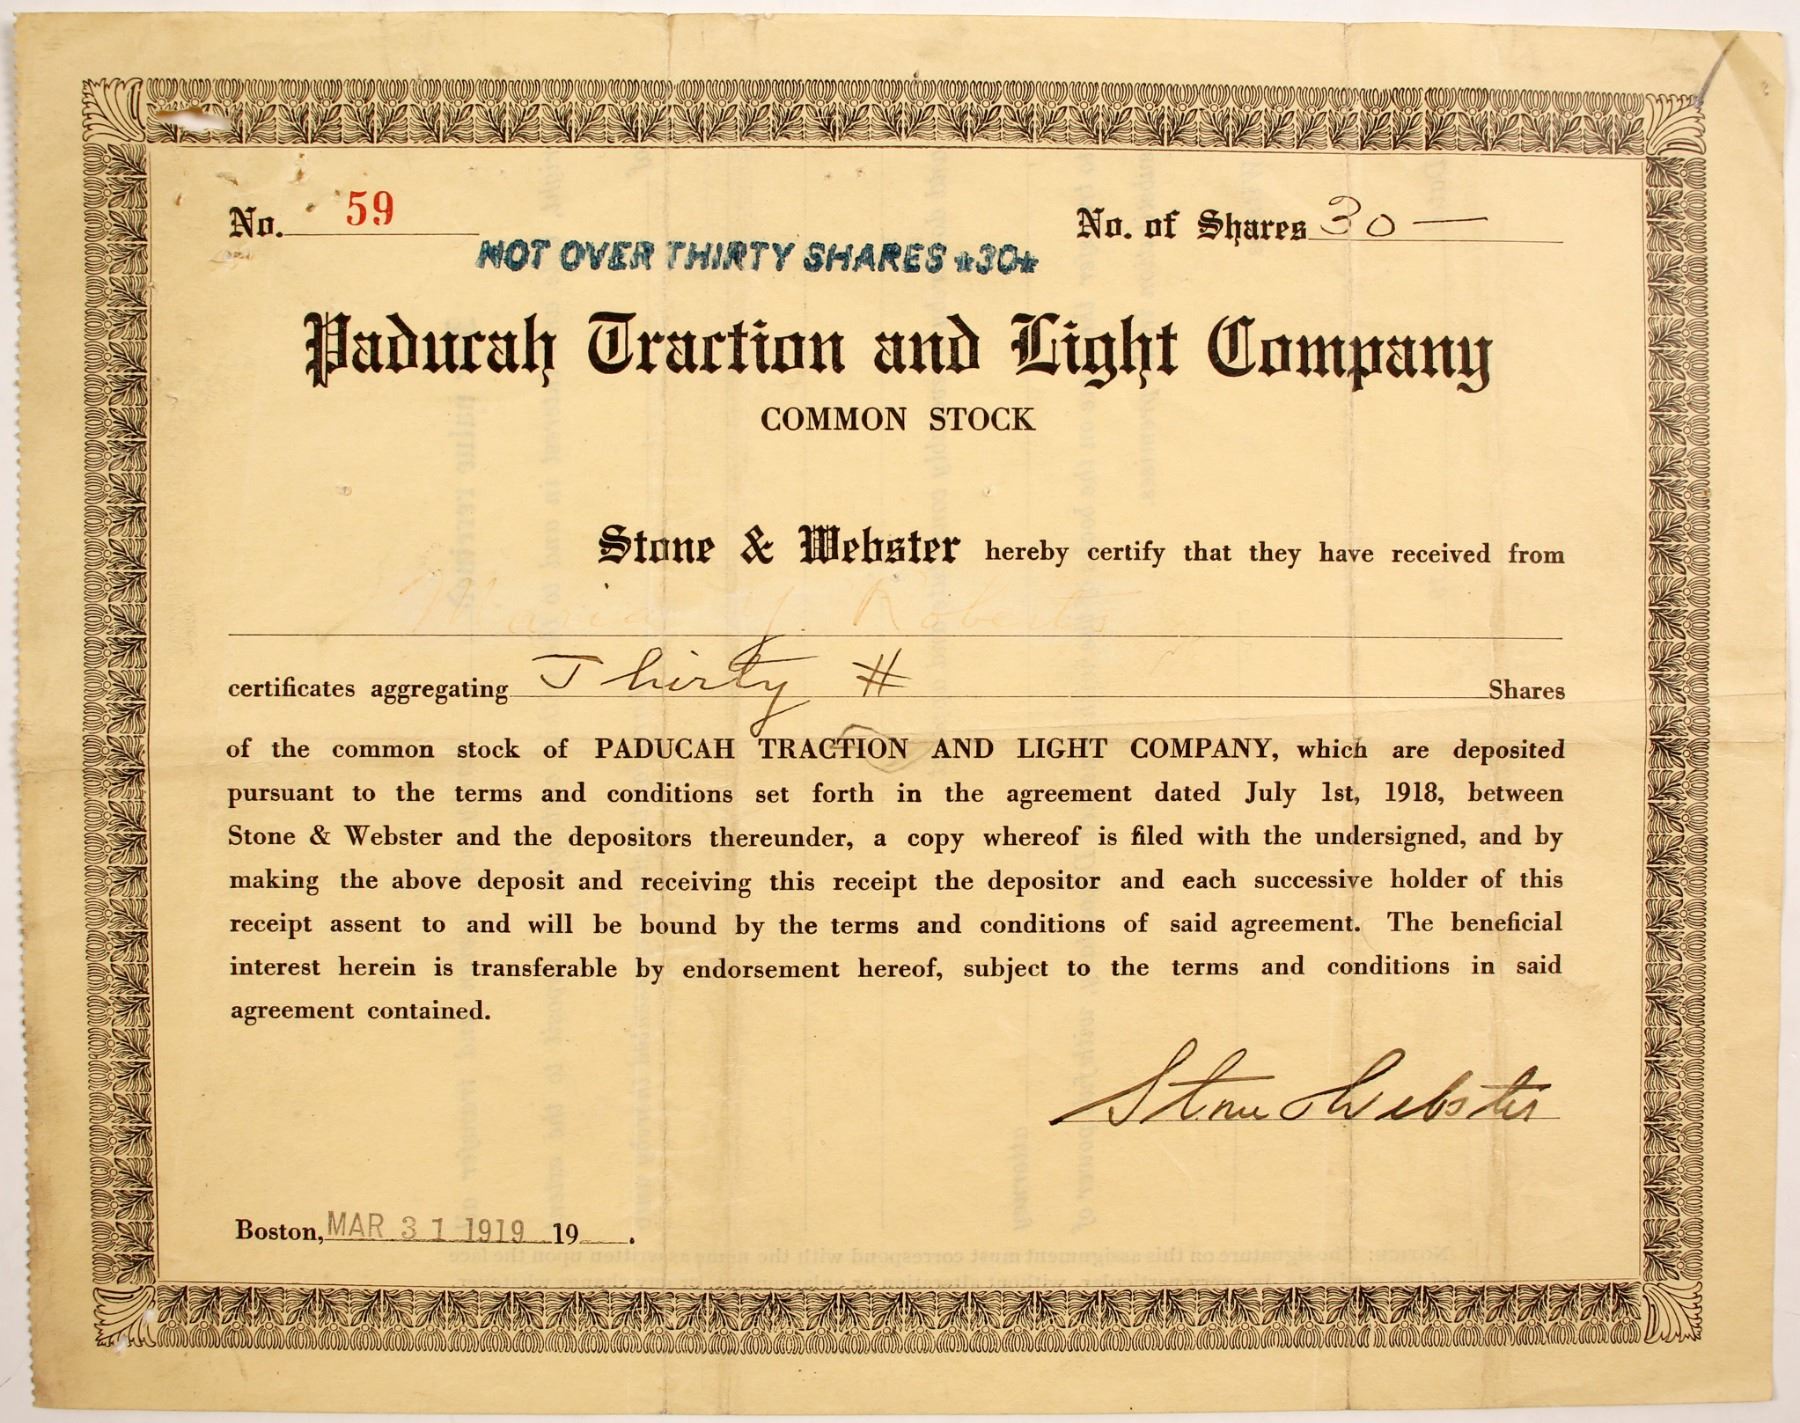 No. 59
No. of Shares 30 —
NOT OVER THIRTY SHARES *30*
Paducah Traction and Light Company
COMMON STOCK
Stone & Webster hereby certify that they have received from
Maria Y. Roberts
certificates aggregating Thirty # Shares
of the common stock of PADUCAH TRACTION AND LIGHT COMPANY, which are deposited
pursuant to the terms and conditions set forth in the agreement dated July 1st, 1918, between
Stone & Webster and the depositors thereunder, a copy whereof is filed with the undersigned, and by
making the above deposit and receiving this receipt the depositor and each successive holder of this
receipt assent to and will be bound by the terms and conditions of said agreement. The beneficial
interest herein is transferable by endorsement hereof, subject to the terms and conditions in said
agreement contained.
Stone & Webster
Boston, MAR 31 1919 19 .